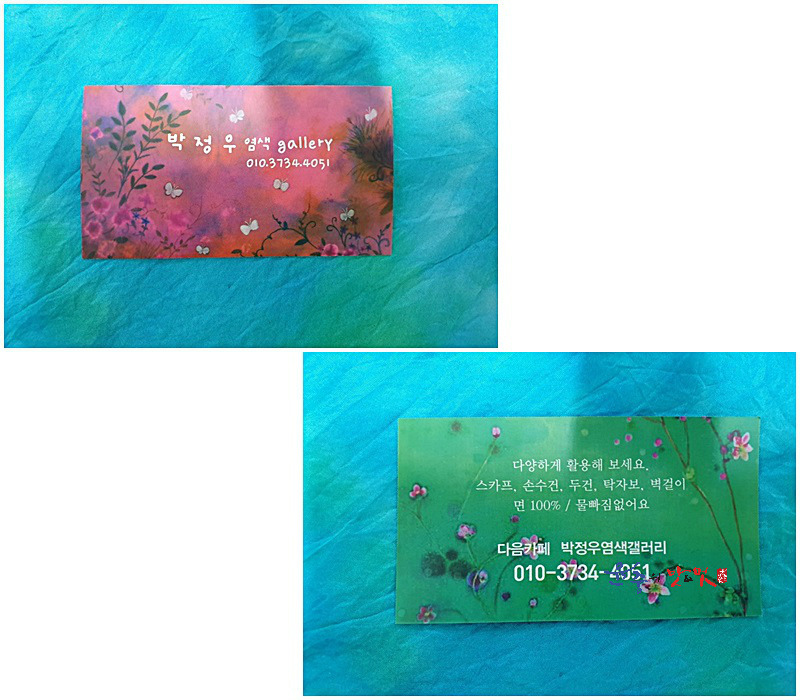 박 정 우 염색 gallery
010.3734.4051
다양하게 활용해 보세요.
스카프, 손수건, 두건, 탁자보, 벽걸이
면 100% / 물빠짐없어요
다음카페 박정우염색갤러리
010-3734-4051